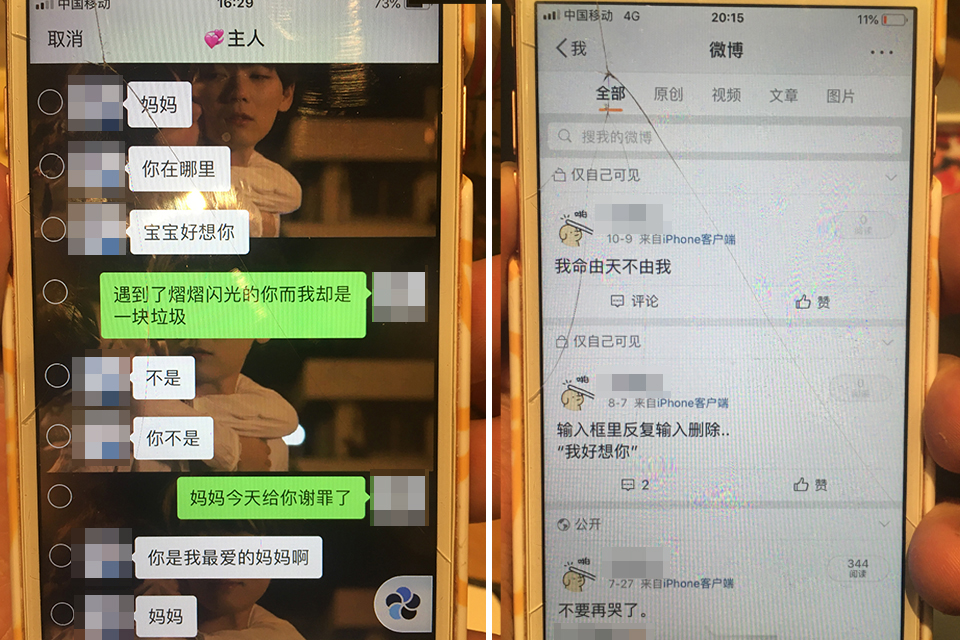 中国移动
16:29
73%
取消
主人
妈妈
你在哪里
宝宝好想你
遇到了熠熠闪光的你而我却是
一块垃圾
不是
你不是
妈妈今天给你谢罪了
你是我最爱的妈妈啊
妈妈
中国移动 4G
20:15
11%
我
微博
全部
原创
视频
文章
图片
搜我的微博
仅自己可见
10-9 来自iPhone客户端
0
阅读
我命由天不由我
评论
赞
仅自己可见
8-7 来自iPhone客户端
输入框里反复输入删除..
“我好想你”
2
赞
公开
7-27 来自iPhone客户端
344
阅读
不要再哭了。